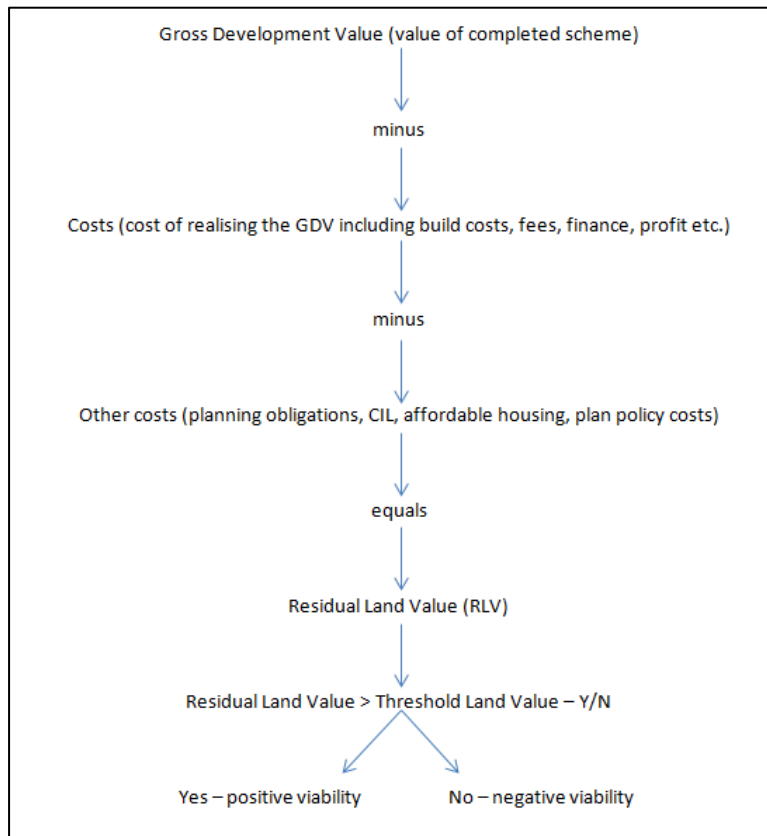 Gross Development Value (value of completed scheme)
minus
Costs (cost of realising the GDV including build costs, fees, finance, profit etc.)
minus
Other costs (planning obligations, CIL, affordable housing, plan policy costs)
equals
Residual Land Value (RLV)
Residual Land Value > Threshold Land Value – Y/N
Yes – positive viability
No – negative viability